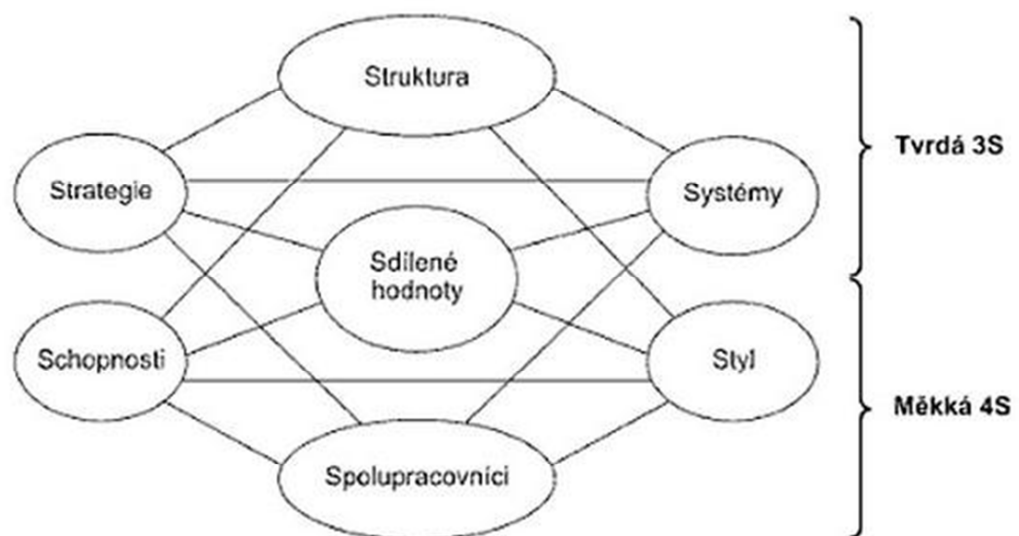 Struktura
Tvrdá 3S
Strategie
Systémy
Sdílené
hodnoty
Schopnosti
Styl
Měkká 4S
Spolupracovníci